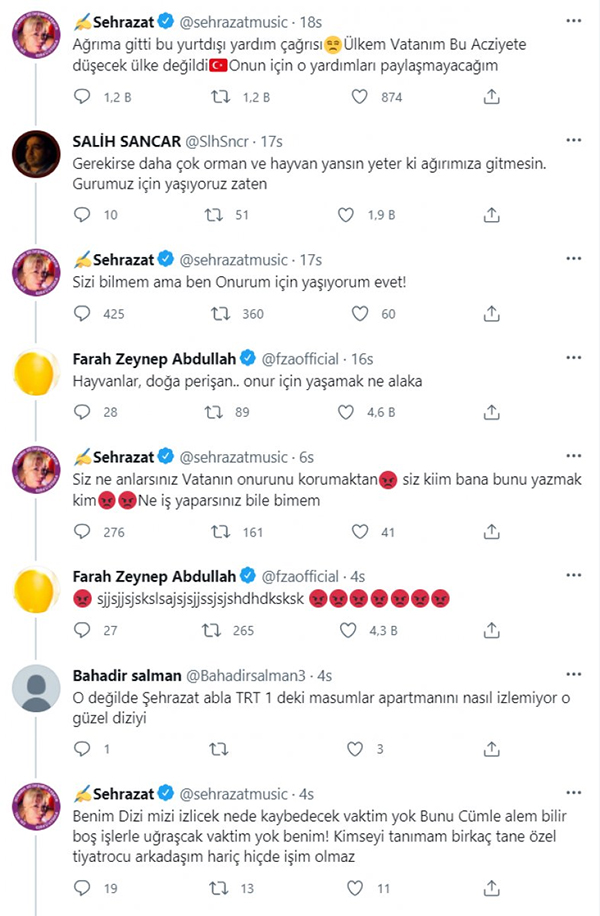 ✍️Sehrazat @sehrazatmusic · 18s
Ağrıma gitti bu yurtdışı yardım çağrısı😒Ülkem Vatanım Bu Acziyete
düşecek ülke değildi🇹🇷Onun için o yardımları paylaşmayacağım
1,2 B 1,2 B 874
SALİH SANCAR @SlhSncr · 17s
Gerekirse daha çok orman ve hayvan yansın yeter ki ağırımıza gitmesin.
Gurumuz için yaşıyoruz zaten
10 51 1,9 B
✍️Sehrazat @sehrazatmusic · 17s
Sizi bilmem ama ben Onurum için yaşıyorum evet!
425 360 60
Farah Zeynep Abdullah @fzaofficial · 16s
Hayvanlar, doğa perişan.. onur için yaşamak ne alaka
28 89 4,6 B
✍️Sehrazat @sehrazatmusic · 6s
Siz ne anlarsınız Vatanın onurunu korumaktan😡 siz kiim bana bunu yazmak
kim😡😡Ne iş yaparsınız bile bimem
276 161 41
Farah Zeynep Abdullah @fzaofficial · 4s
😡 sjjsjjsjskslsajsjsjjssjsjshdhdksksk 😡😡😡😡😡😡😡
27 265 4,3 B
Bahadir salman @Bahadirsalman3 · 4s
O değilde Şehrazat abla TRT 1 deki masumlar apartmanını nasıl izlemiyor o
güzel diziyi
1 3
✍️Sehrazat @sehrazatmusic · 4s
Benim Dizi mizi izlicek nede kaybedecek vaktim yok Bunu Cümle alem bilir
boş işlerle uğraşcak vaktim yok benim! Kimseyi tanımam birkaç tane özel
tiyatrocu arkadaşım hariç hiçde işim olmaz
19 13 11